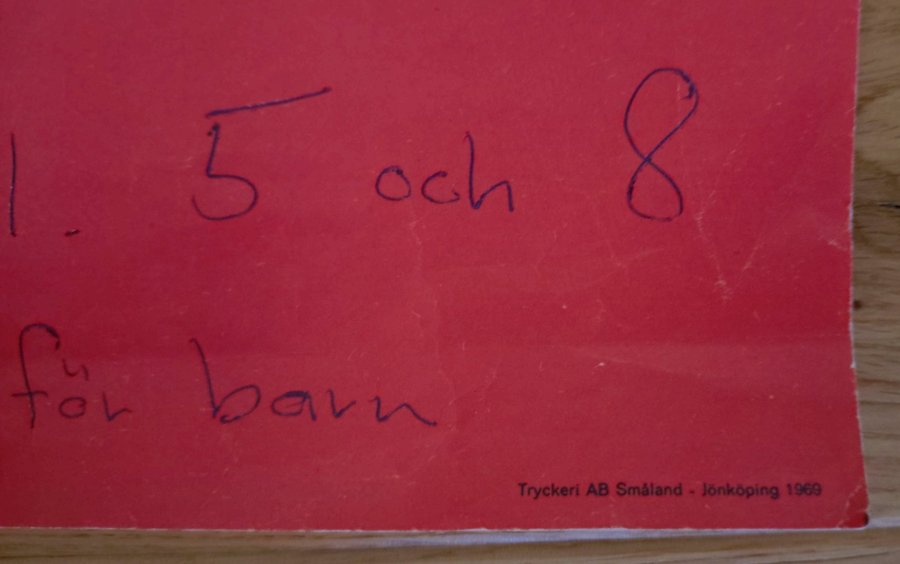 l. 5 och 8
för barn
Tryckeri AB Småland - Jönköping 1969